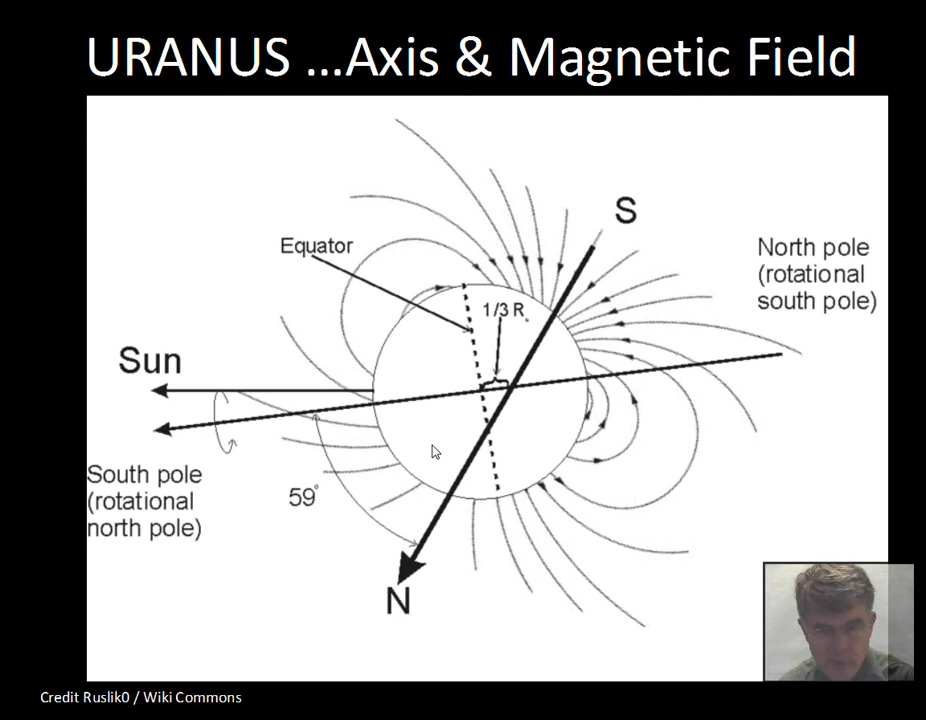 URANUS ...Axis & Magnetic Field
S
Equator
North pole
(rotational
south pole)
1/3 R
Sun
South pole
(rotational
north pole)
59°
N
Credit Ruslik0 / Wiki Commons